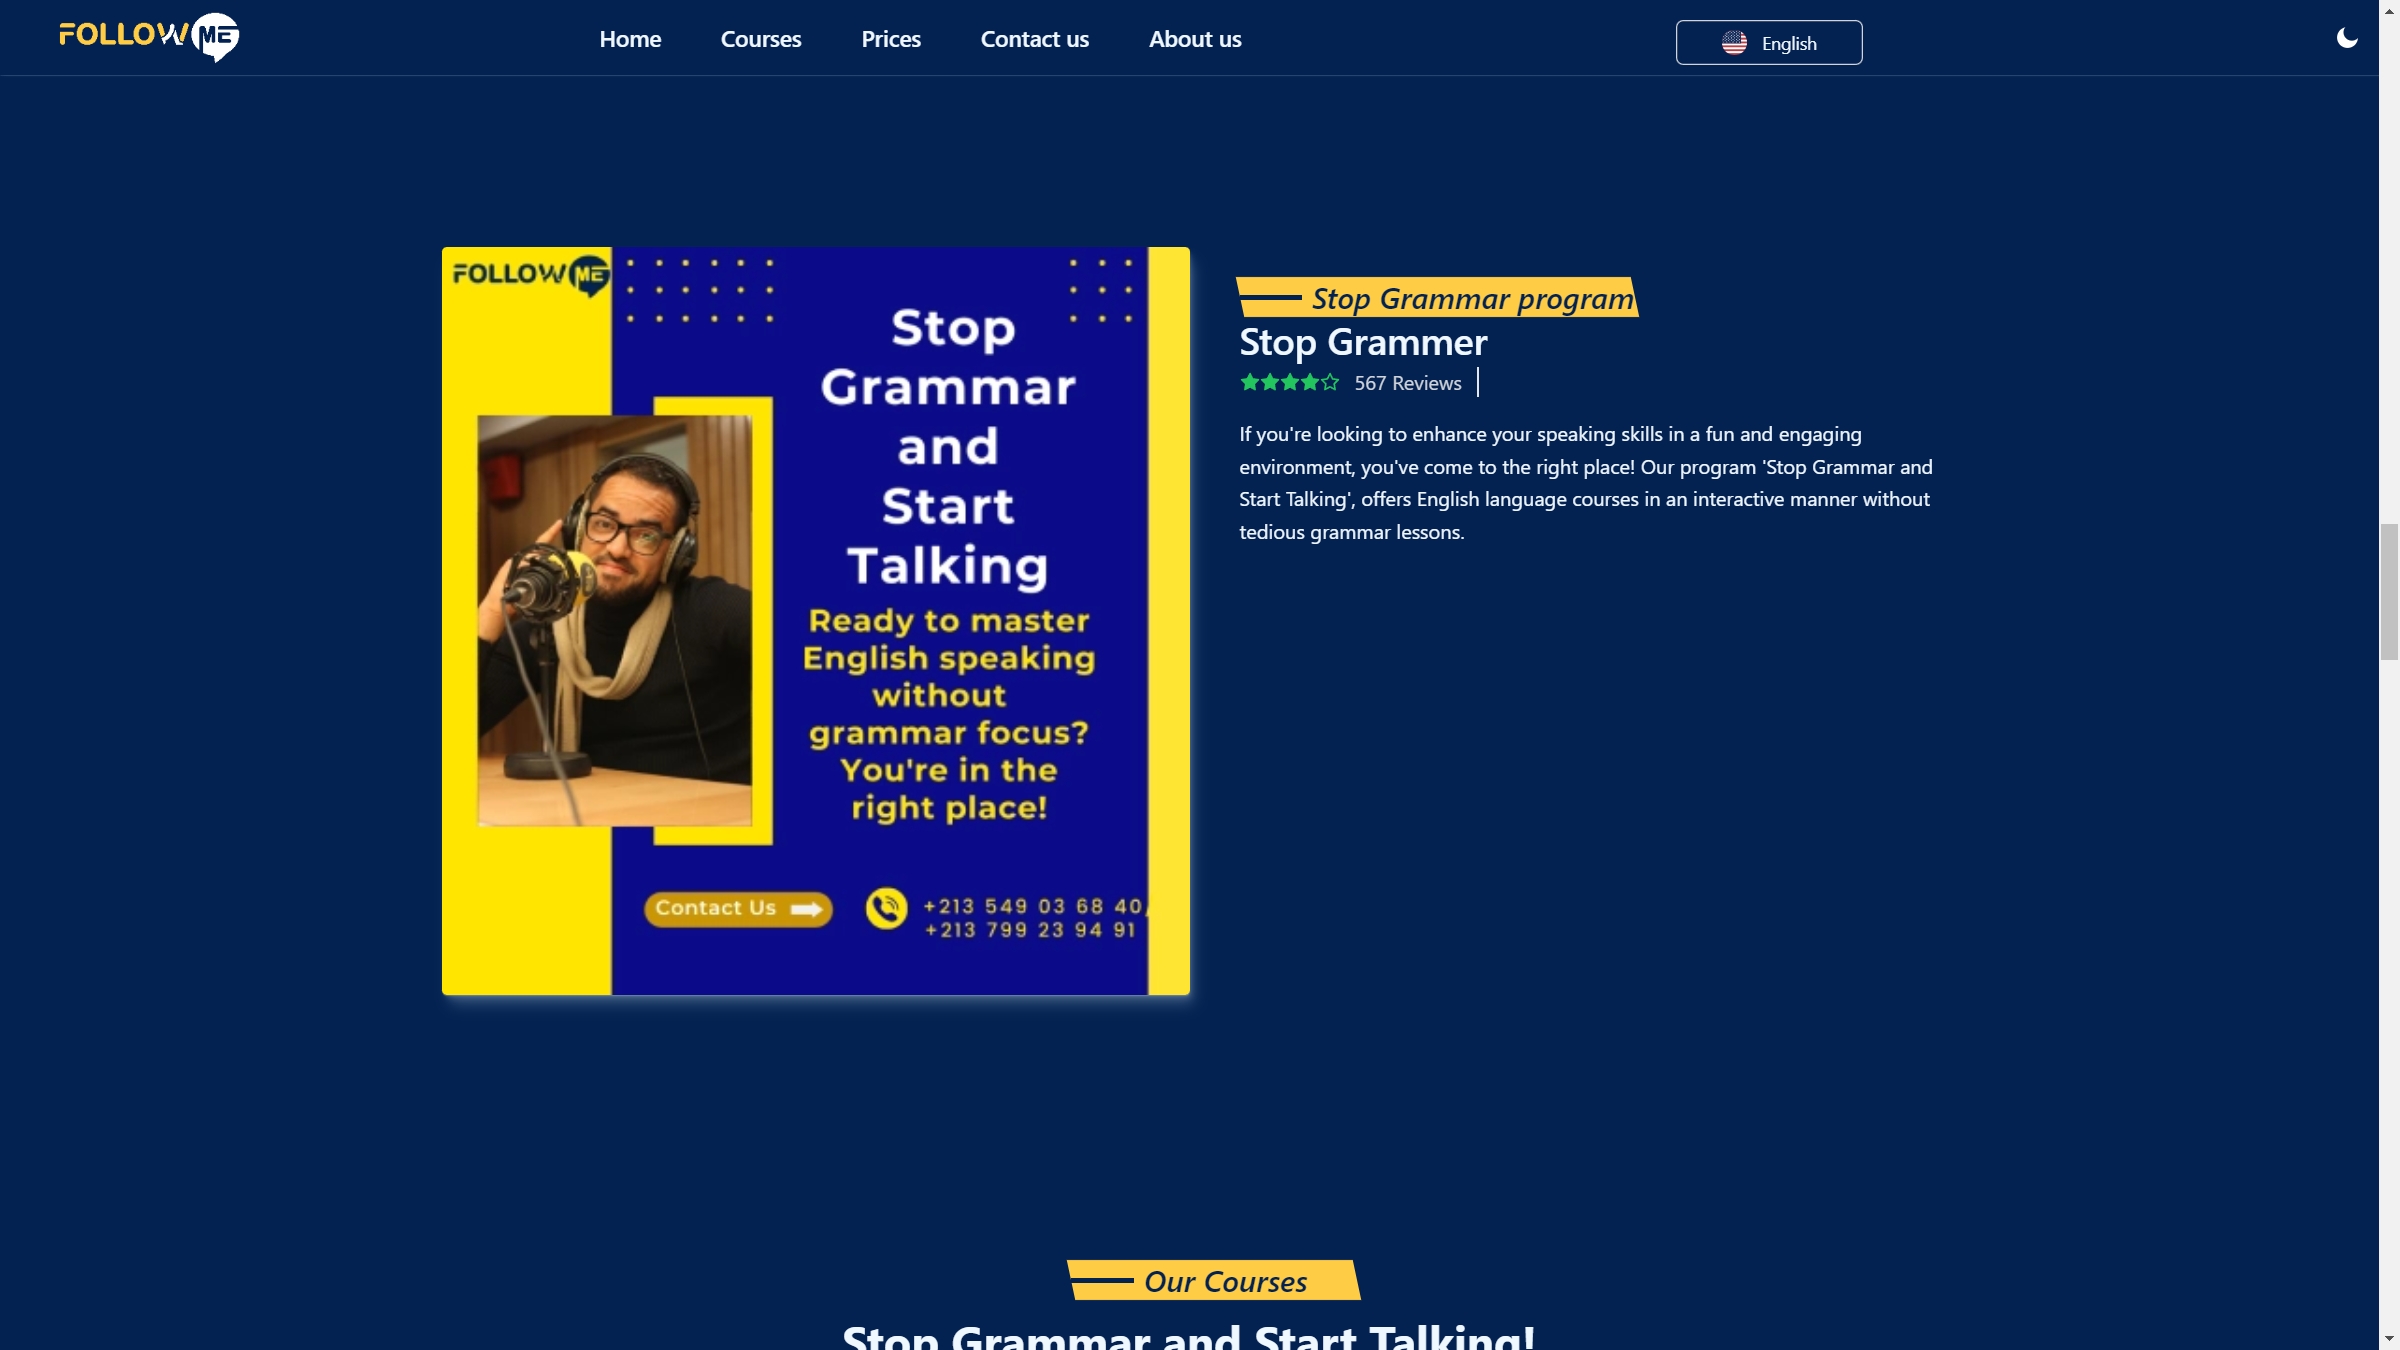 FOLLOW ME
Home
Courses
Prices
Contact us
About us
English
FOLLOW ME
Stop
Grammar
and
Start
Talking
Ready to master
English speaking
without
grammar focus?
You're in the
right place!
Contact Us
+213 549 03 68 40/
+213 799 23 94 91
Stop Grammar program
Stop Grammer
567 Reviews
If you're looking to enhance your speaking skills in a fun and engaging
environment, you've come to the right place! Our program 'Stop Grammar and
Start Talking', offers English language courses in an interactive manner without
tedious grammar lessons.
Our Courses
Stop Grammar and Start Talking!